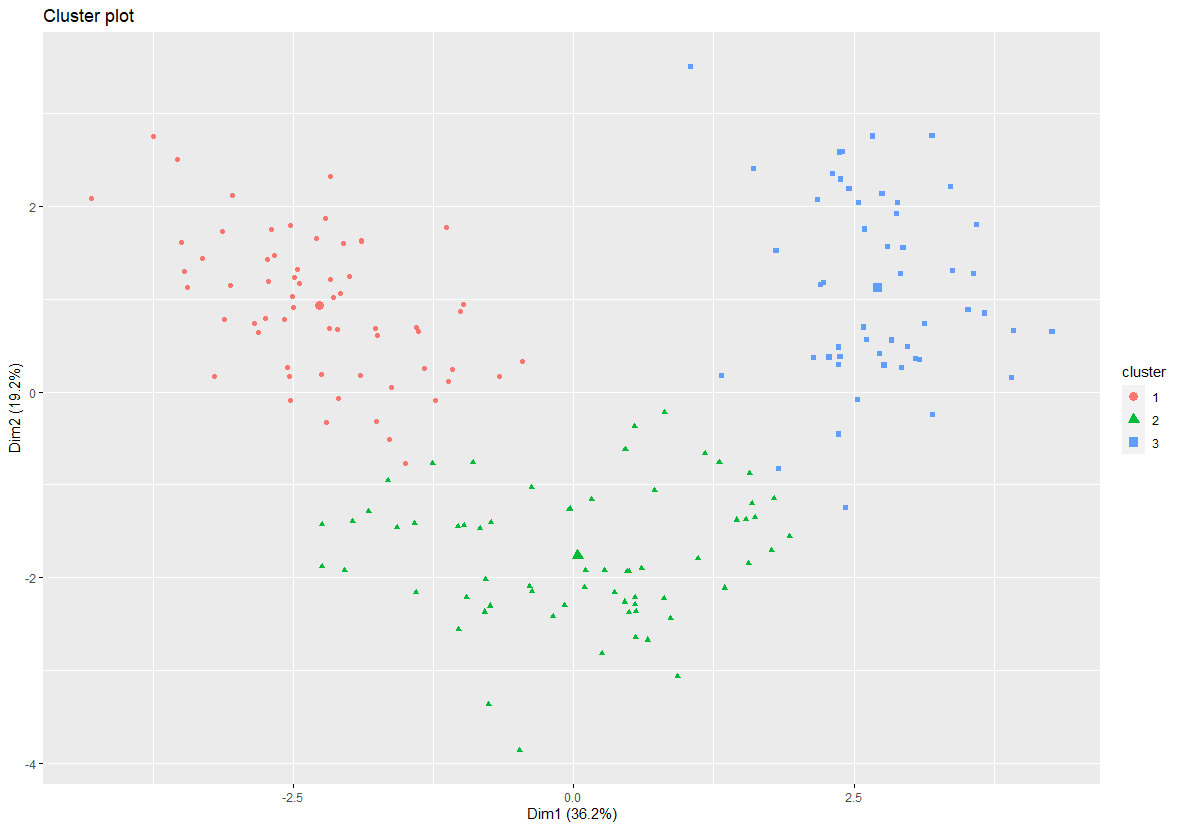 Cluster plot
Dim2 (19.2%)
2
0
-2
-4
-2.5
0.0
2.5
Dim1 (36.2%)
cluster
1
2
3